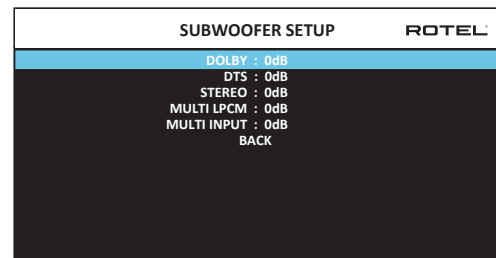 SUBWOOFER SETUP ROTEL
DOLBY : 0dB
DTS : 0dB
STEREO : 0dB
MULTI LPCM : 0dB
MULTI INPUT : 0dB
BACK